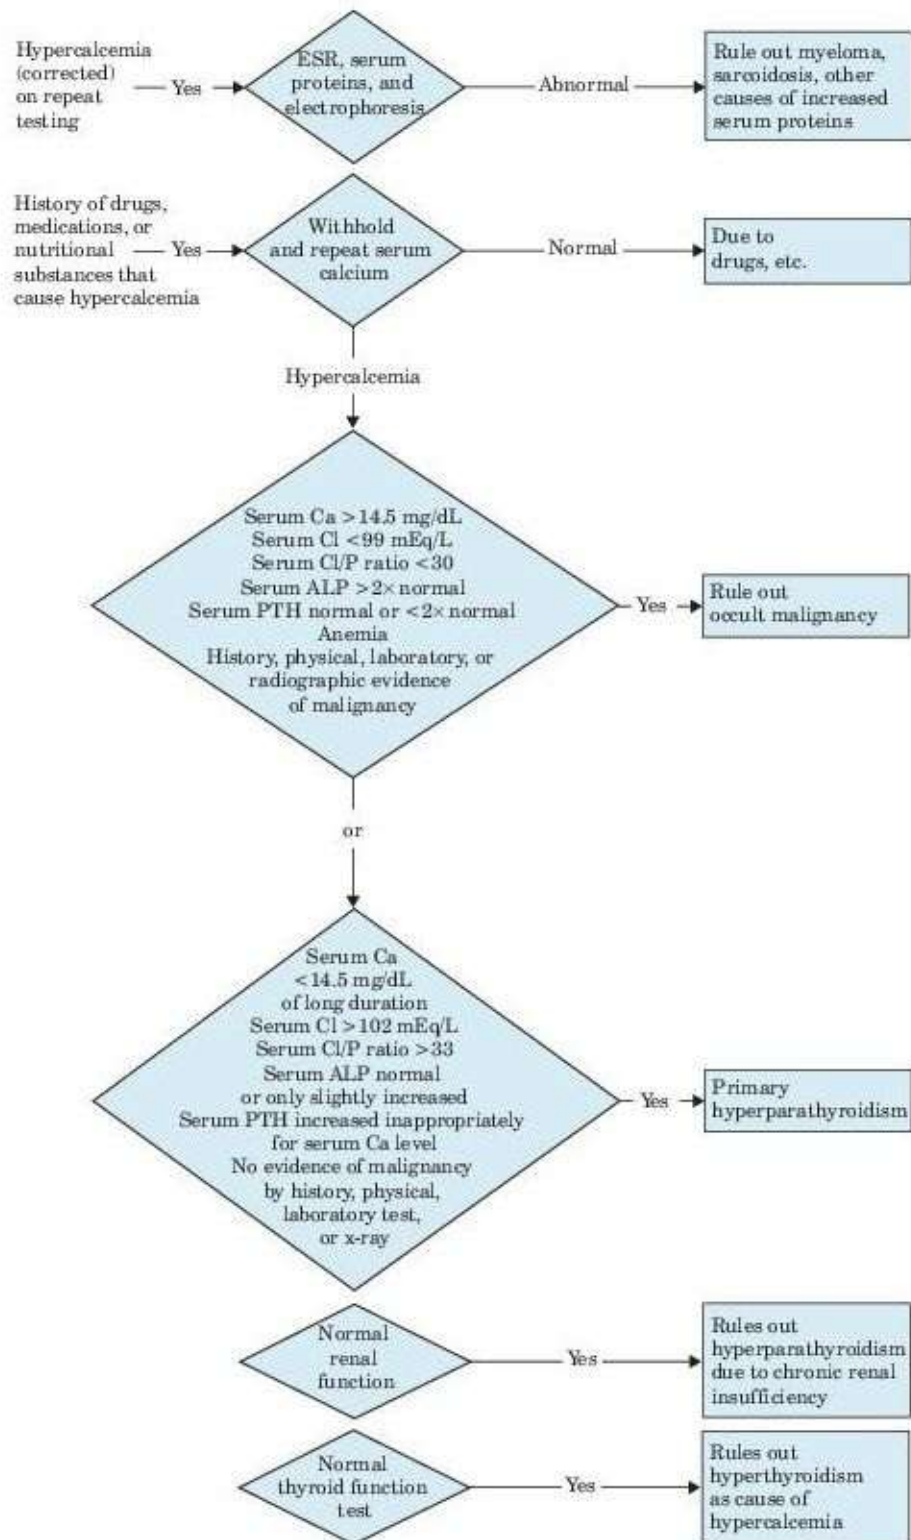 Hypercalcemia
(corrected)
on repeat
testing
Yes
ESR, serum
proteins, and
electrophoresis
Abnormal
Rule out myeloma,
sarcoidosis, other
causes of increased
serum proteins
History of drugs,
medications, or
nutritional
substances that
cause hypercalcemia
Yes
Withhold
and repeat serum
calcium
Normal
Due to
drugs, etc.
Hypercalcemia
Serum Ca >14.5 mg/dL
Serum Cl <99 mEq/L
Serum Cl/P ratio <30
Serum ALP >2× normal
Serum PTH normal or <2× normal
Anemia
History, physical, laboratory, or
radiographic evidence
of malignancy
Yes
Rule out
occult malignancy
or
Serum Ca
<14.5 mg/dL
of long duration
Serum Cl >102 mEq/L
Serum Cl/P ratio >33
Serum ALP normal
or only slightly increased
Serum PTH increased inappropriately
for serum Ca level
No evidence of malignancy
by history, physical,
laboratory test,
or x-ray
Yes
Primary
hyperparathyroidism
Normal
renal
function
Yes
Rules out
hyperparathyroidism
due to chronic renal
insufficiency
Normal
thyroid function
test
Yes
Rules out
hyperthyroidism
as cause of
hypercalcemia